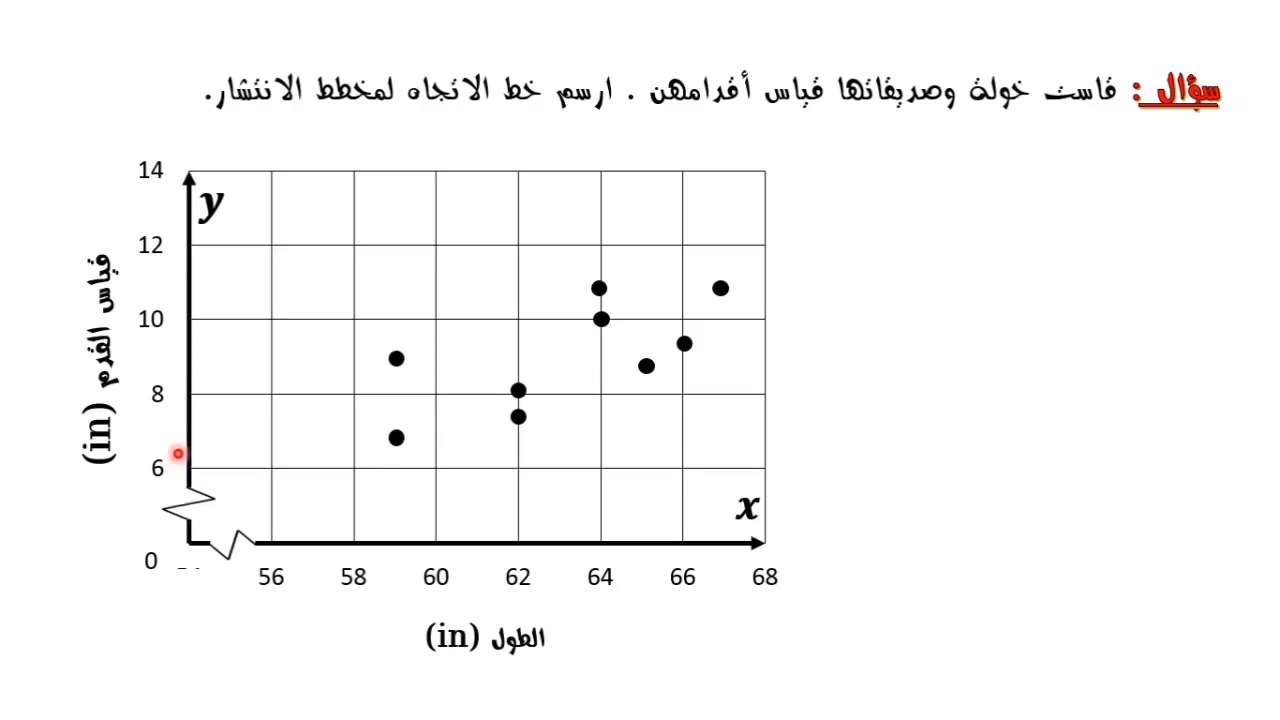 سؤال : قاست خولة وصديقاتها قياس أقدامهن . ارسم خط الاتجاه لمخطط الانتشار.
14
y
12
10
8
6
0
قياس القدم (in)
x
56 58 60 62 64 66 68
الطول (in)